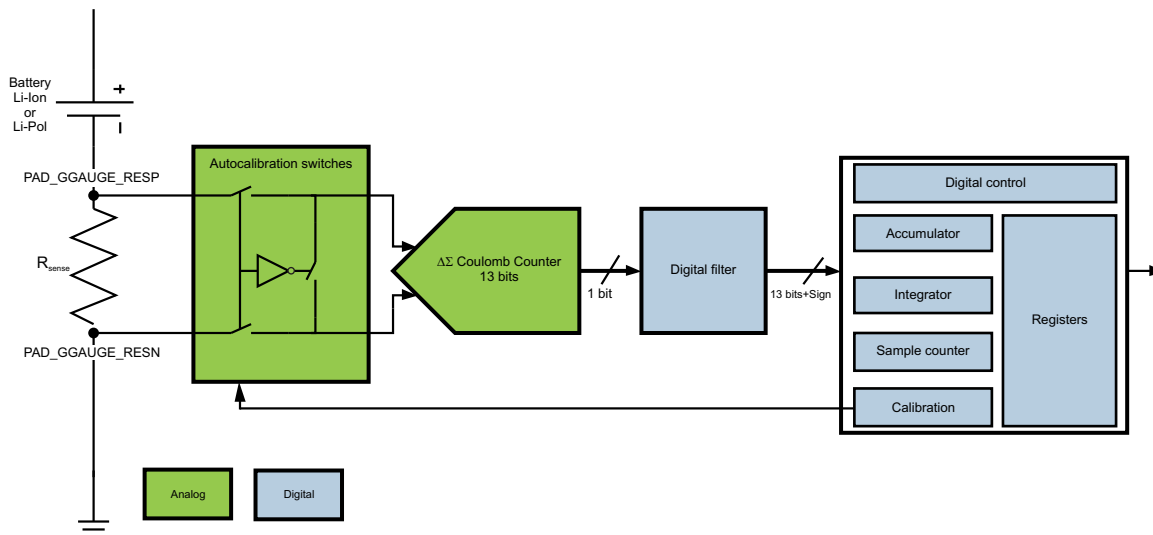 Battery
Li-Ion
or
Li-Pol
+
PAD_GGAUGE_RESP
Rsense
PAD_GGAUGE_RESN
Autocalibration switches
ΔΣ Coulomb Counter
13 bits
1 bit
Digital filter
13 bits+Sign
Digital control
Accumulator
Integrator
Sample counter
Calibration
Registers
Analog
Digital